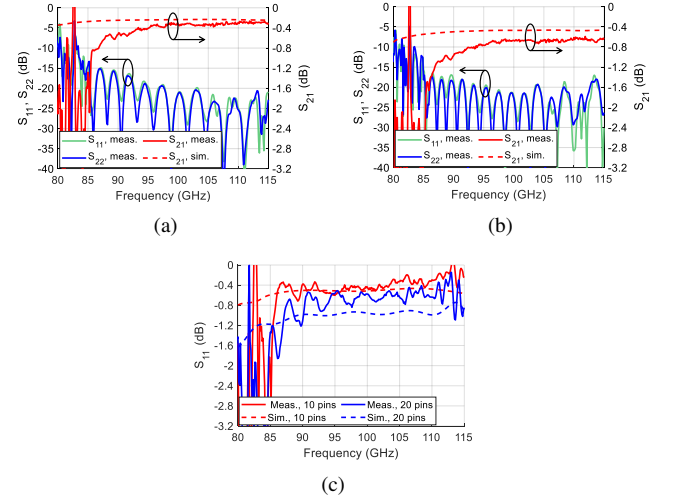 0 -5 -10 -15 -20 -25 -30 -35 -40
S11, S22 (dB)
0 -0.4 -0.8 -1.2 -1.6 -2 -2.4 -2.8 -3.2
S21 (dB)
S11, meas. S21, meas.
S22, meas. S21, sim.
80 85 90 95 100 105 110 115
Frequency (GHz)
(a)
0 -5 -10 -15 -20 -25 -30 -35 -40
S11, S22 (dB)
0 -0.4 -0.8 -1.2 -1.6 -2 -2.4 -2.8 -3.2
S21 (dB)
S11, meas. S21, meas.
S22, meas. S21, sim.
80 85 90 95 100 105 110 115
Frequency (GHz)
(b)
0 -0.4 -0.8 -1.2 -1.6 -2 -2.4 -2.8 -3.2
S11 (dB)
Meas., 10 pins Meas., 20 pins
Sim., 10 pins Sim., 20 pins
80 85 90 95 100 105 110 115
Frequency (GHz)
(c)